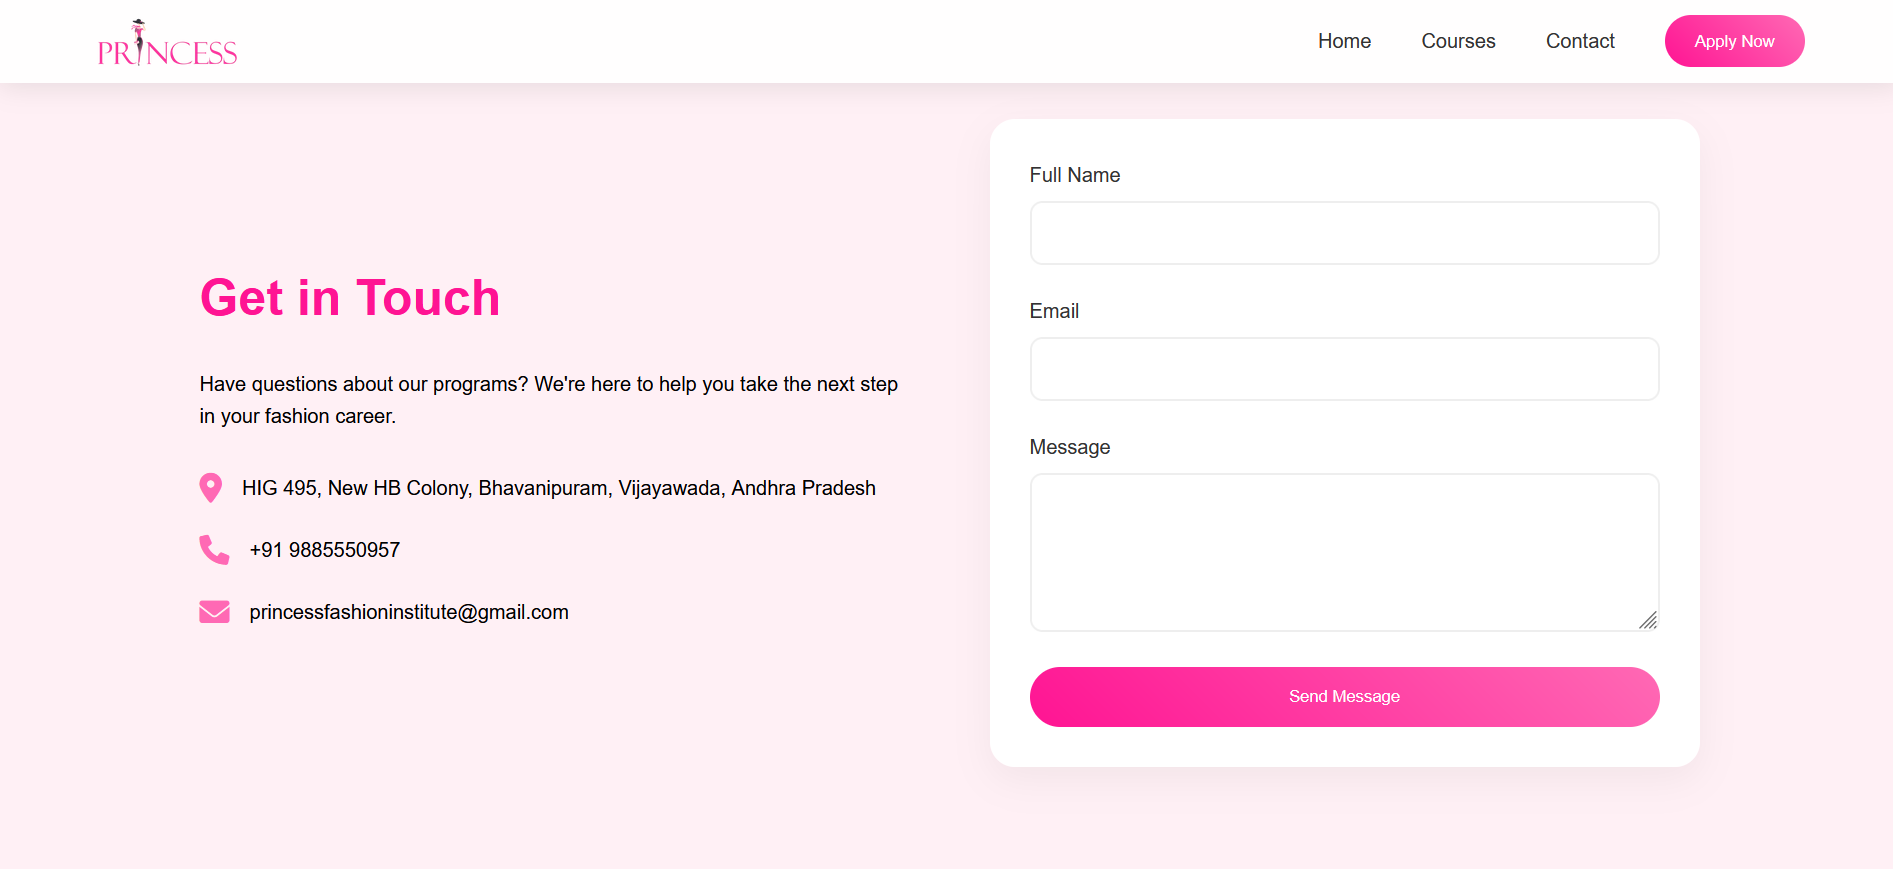 PRINCESS
Home
Courses
Contact
Apply Now
Get in Touch
Have questions about our programs? We're here to help you take the next step
in your fashion career.
HIG 495, New HB Colony, Bhavanipuram, Vijayawada, Andhra Pradesh
+91 9885550957
princessfashioninstitute@gmail.com
Full Name
Email
Message
Send Message